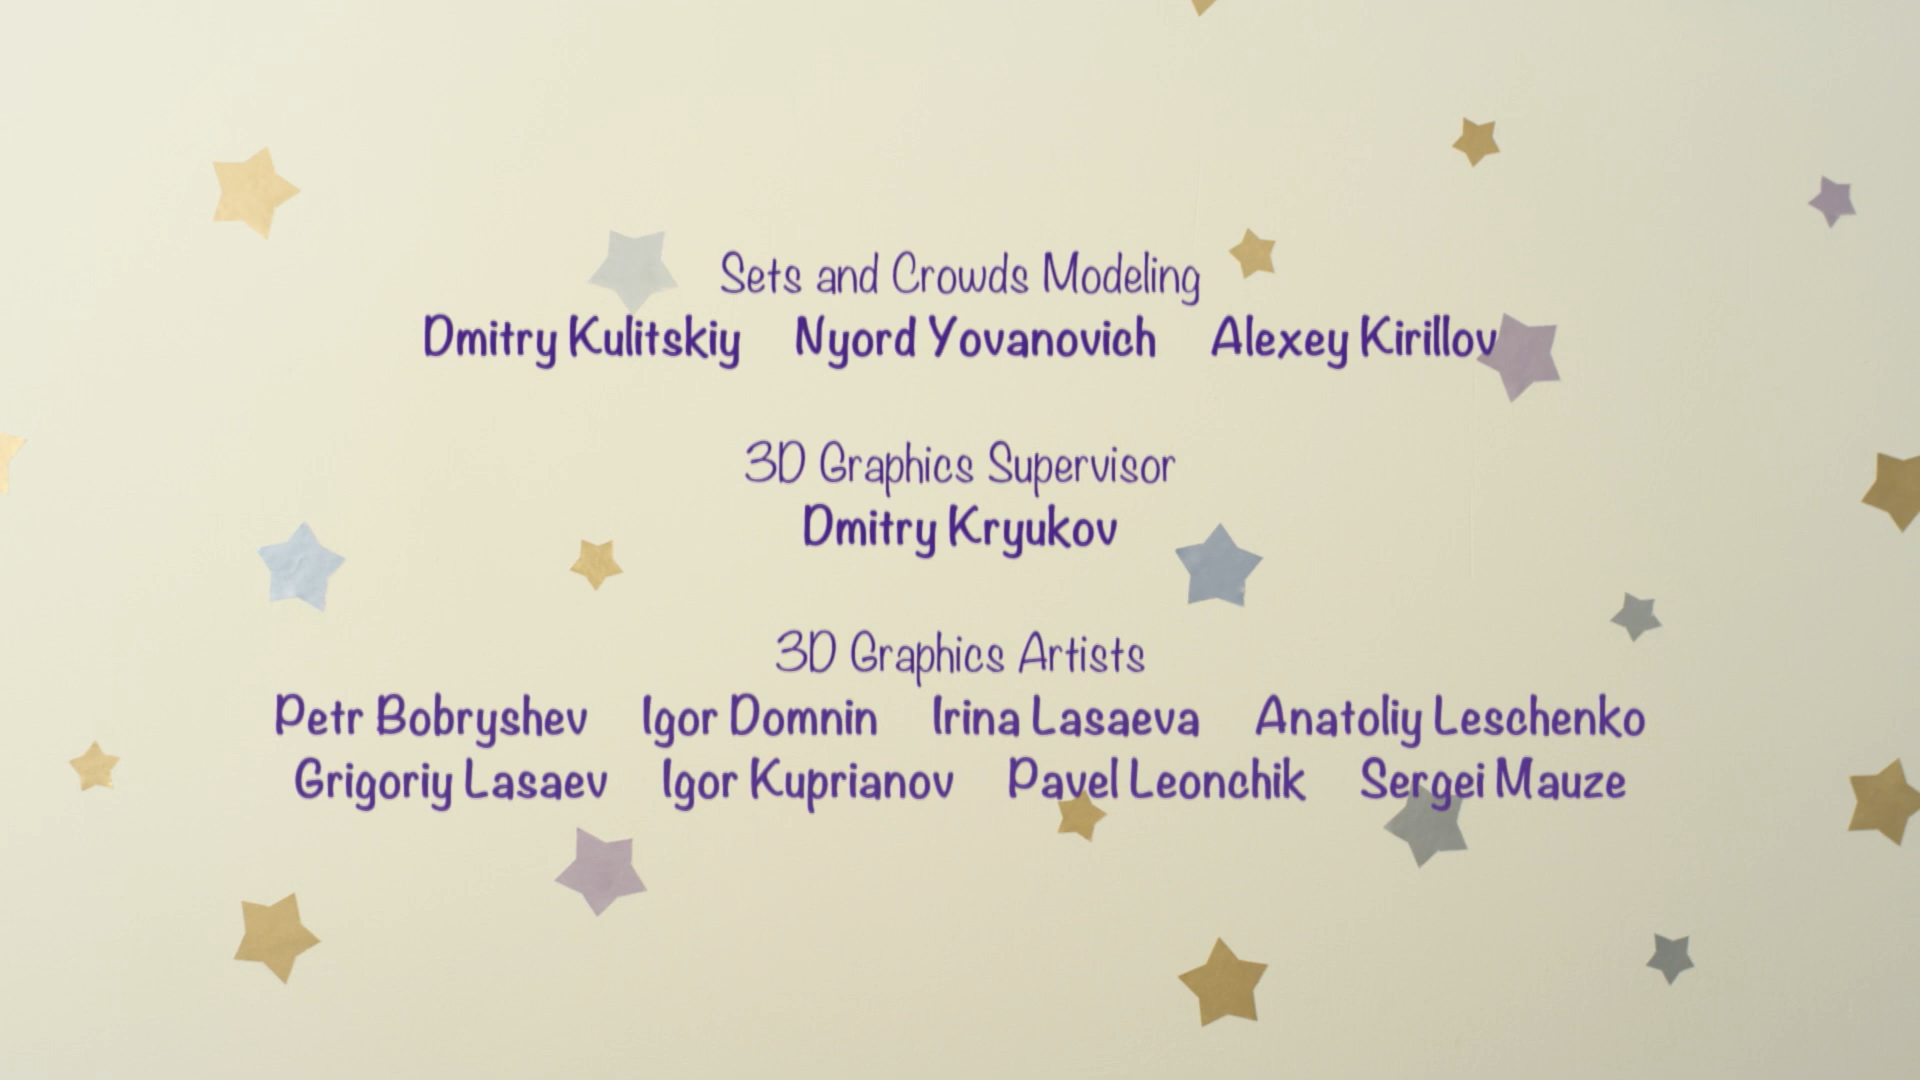 Sets and Crowds Modeling
Dmitry Kulitskiy Nyord Yovanovich Alexey Kirillov
3D Graphics Supervisor
Dmitry Kryukov
3D Graphics Artists
Petr Bobryshev Igor Domnin Irina Lasaeva Anatoliy Leschenko
Grigoriy Lasaev Igor Kuprianov Pavel Leonchik Sergei Mauze